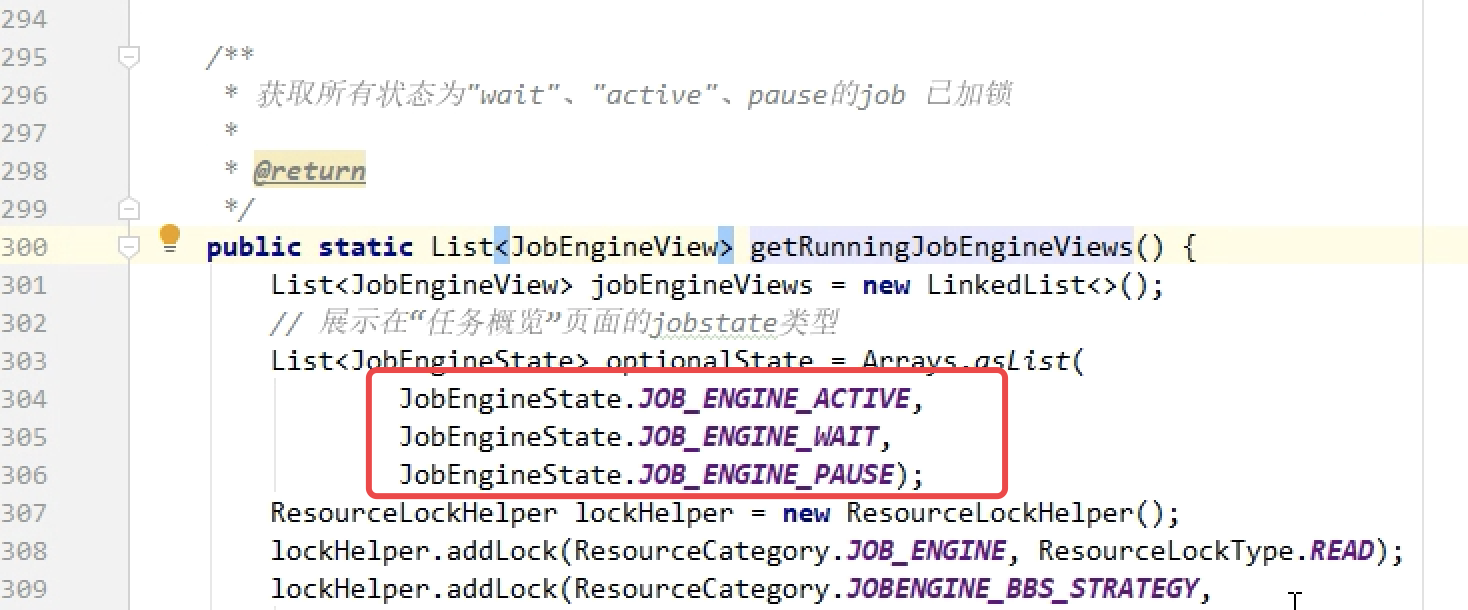 294
295 /**
296 * 获取所有状态为"wait"、"active"、pause的job 已加锁
297 *
298 * @return
299 */
300 public static List<JobEngineView> getRunningJobEngineViews() {
301 List<JobEngineView> jobEngineViews = new LinkedList<>();
302 // 展示在“任务概览”页面的jobstate类型
303 List<JobEngineState> optionalState = Arrays.asList(
304 JobEngineState.JOB_ENGINE_ACTIVE,
305 JobEngineState.JOB_ENGINE_WAIT,
306 JobEngineState.JOB_ENGINE_PAUSE);
307 ResourceLockHelper lockHelper = new ResourceLockHelper();
308 lockHelper.addLock(ResourceCategory.JOB_ENGINE, ResourceLockType.READ);
309 lockHelper.addLock(ResourceCategory.JOBENGINE_BBS_STRATEGY,